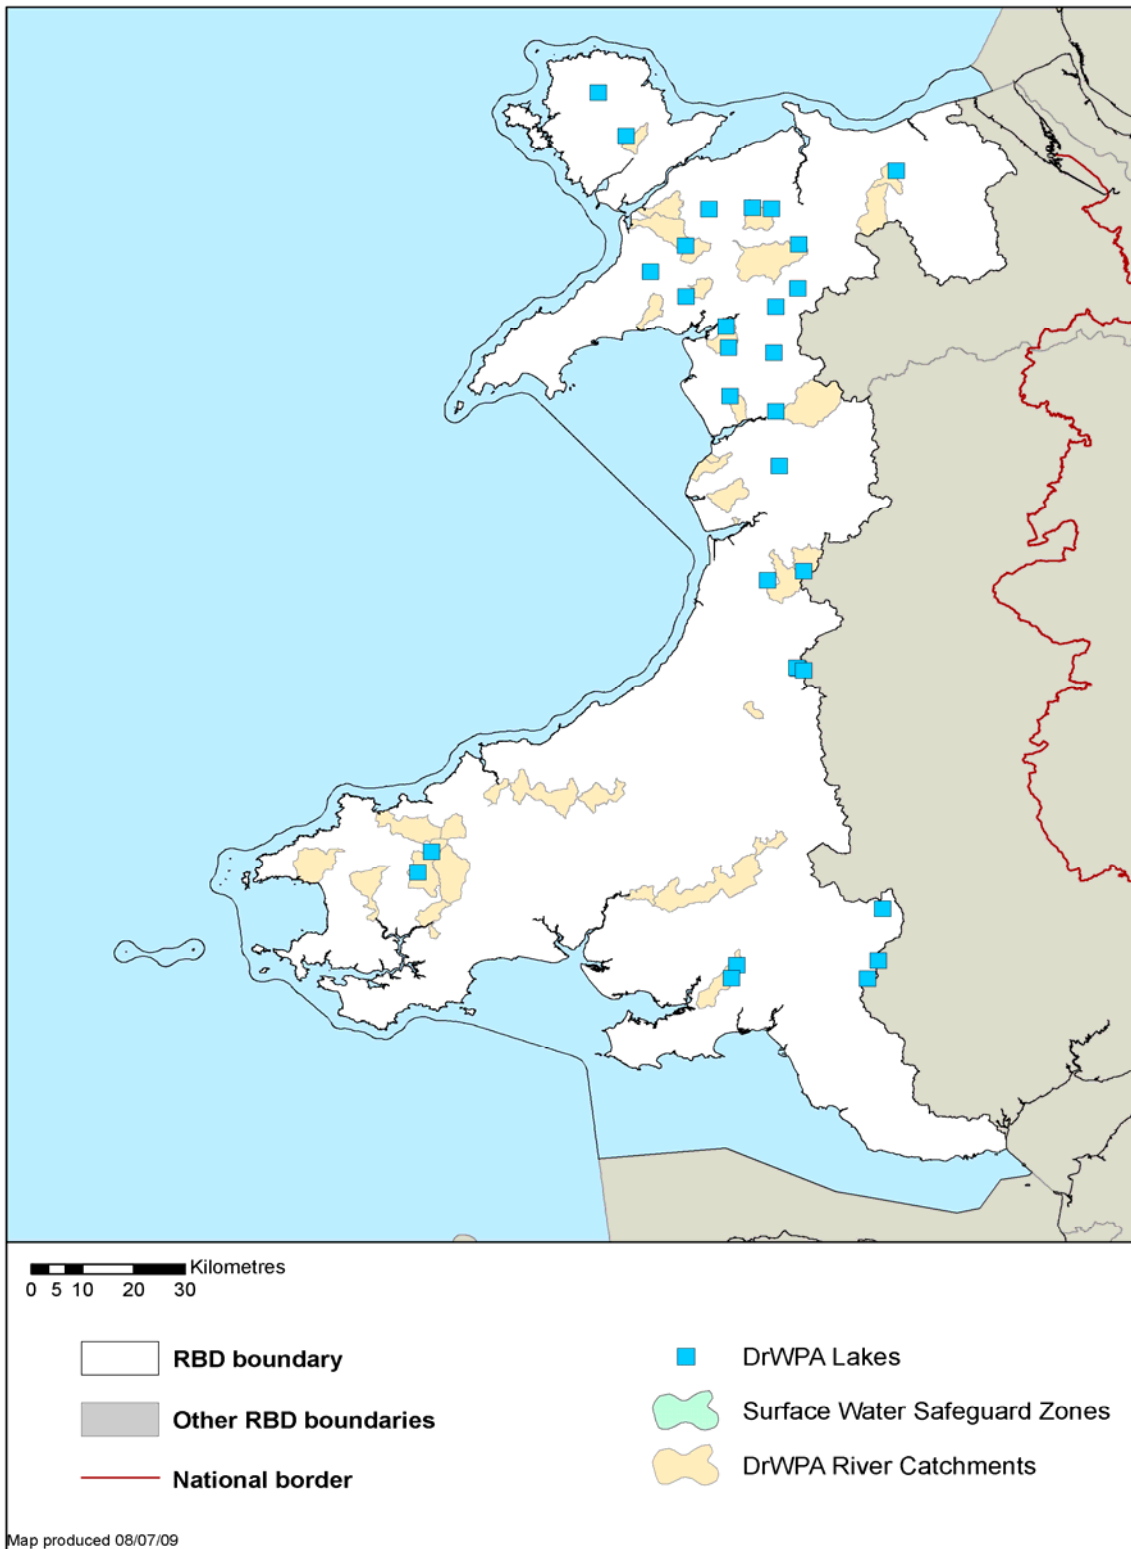 Kilometres
0 5 10 20 30
RBD boundary
Other RBD boundaries
National border
DrWPA Lakes
Surface Water Safeguard Zones
DrWPA River Catchments
Map produced 08/07/09